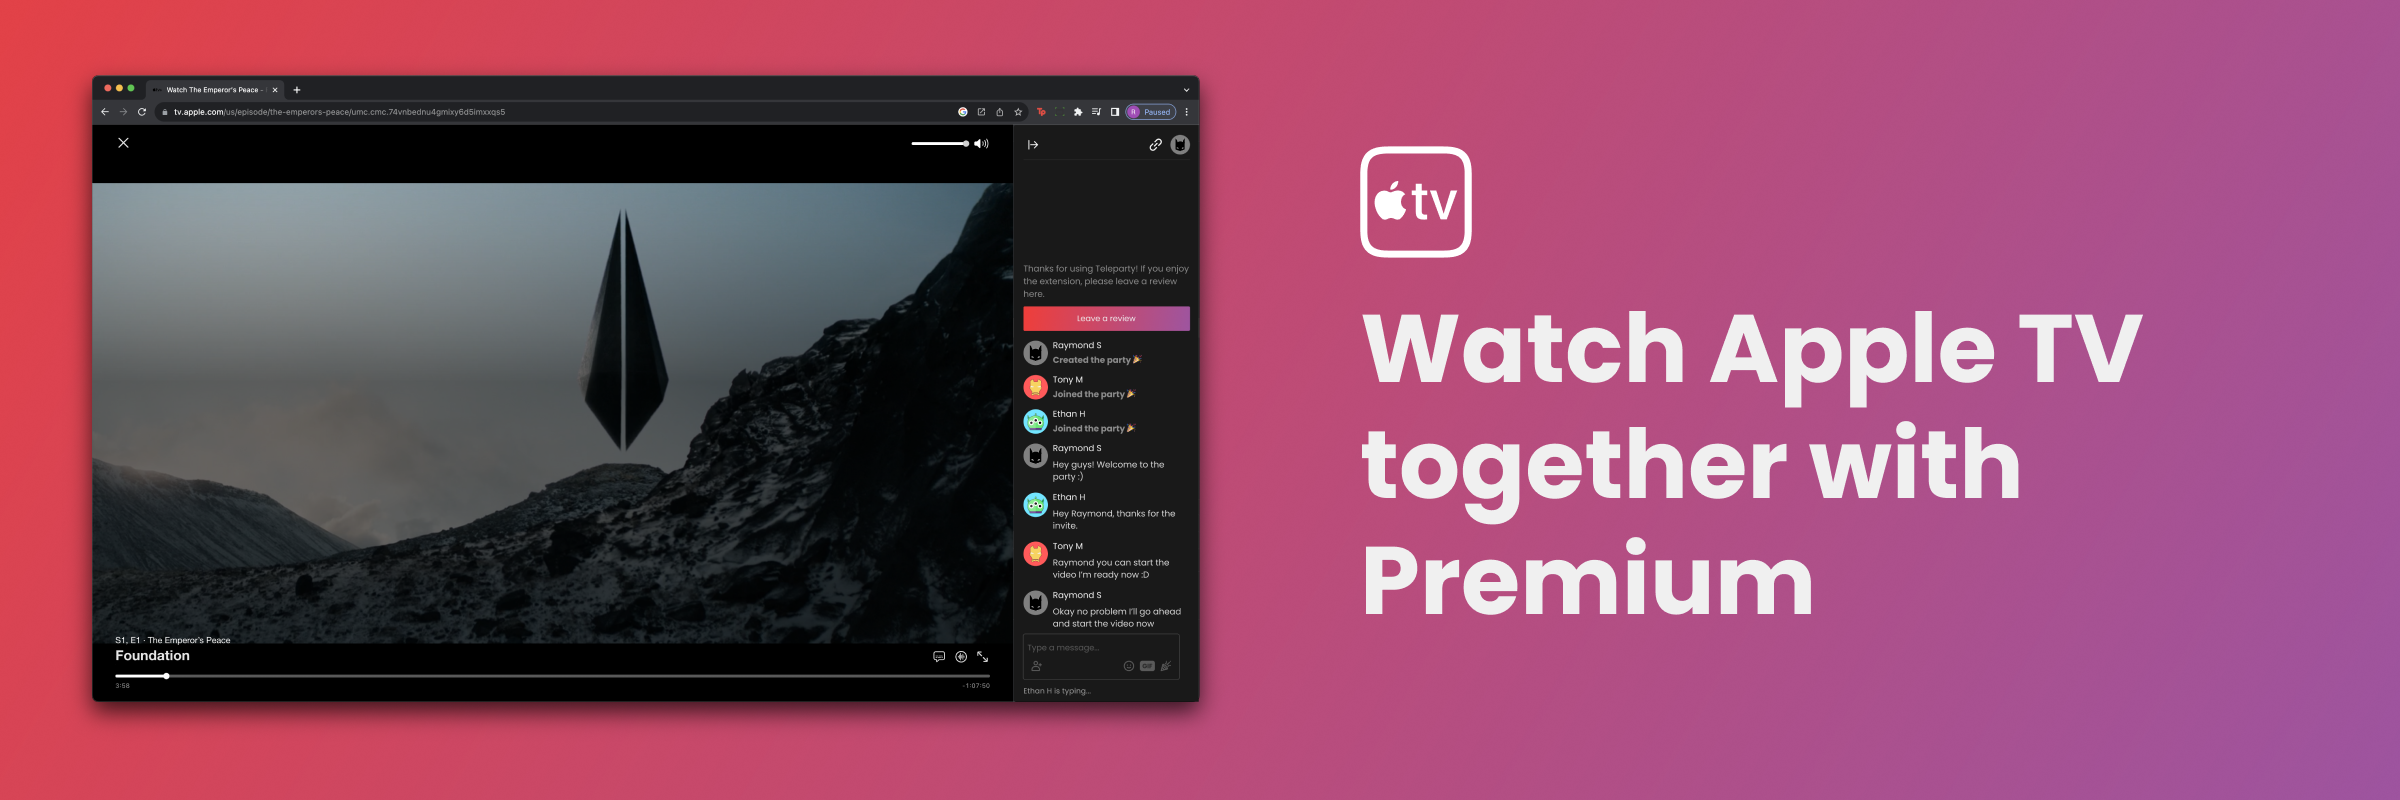 Watch The Emperor's Peace -
tv.apple.com/us/episode/the-emperors-peace/umc.cmc.74vnbednu4gmixy6d5imxxqs5
R Paused
Thanks for using Teleparty! If you enjoy
the extension, please leave a review
here.
Leave a review
Raymond S
Created the party 🎉
Tony M
Joined the party 🎉
Ethan H
Joined the party 🎉
Raymond S
Hey guys! Welcome to the
party :)
Ethan H
Hey Raymond, thanks for the
invite.
Tony M
Raymond you can start the
video I'm ready now :D
Raymond S
Okay no problem I'll go ahead
and start the video now
Type a message...
GIF
Ethan H is typing...
S1, E1 · The Emperor's Peace
Foundation
3:58
-1:07:50
Tp
tv
Watch Apple TV
together with
Premium